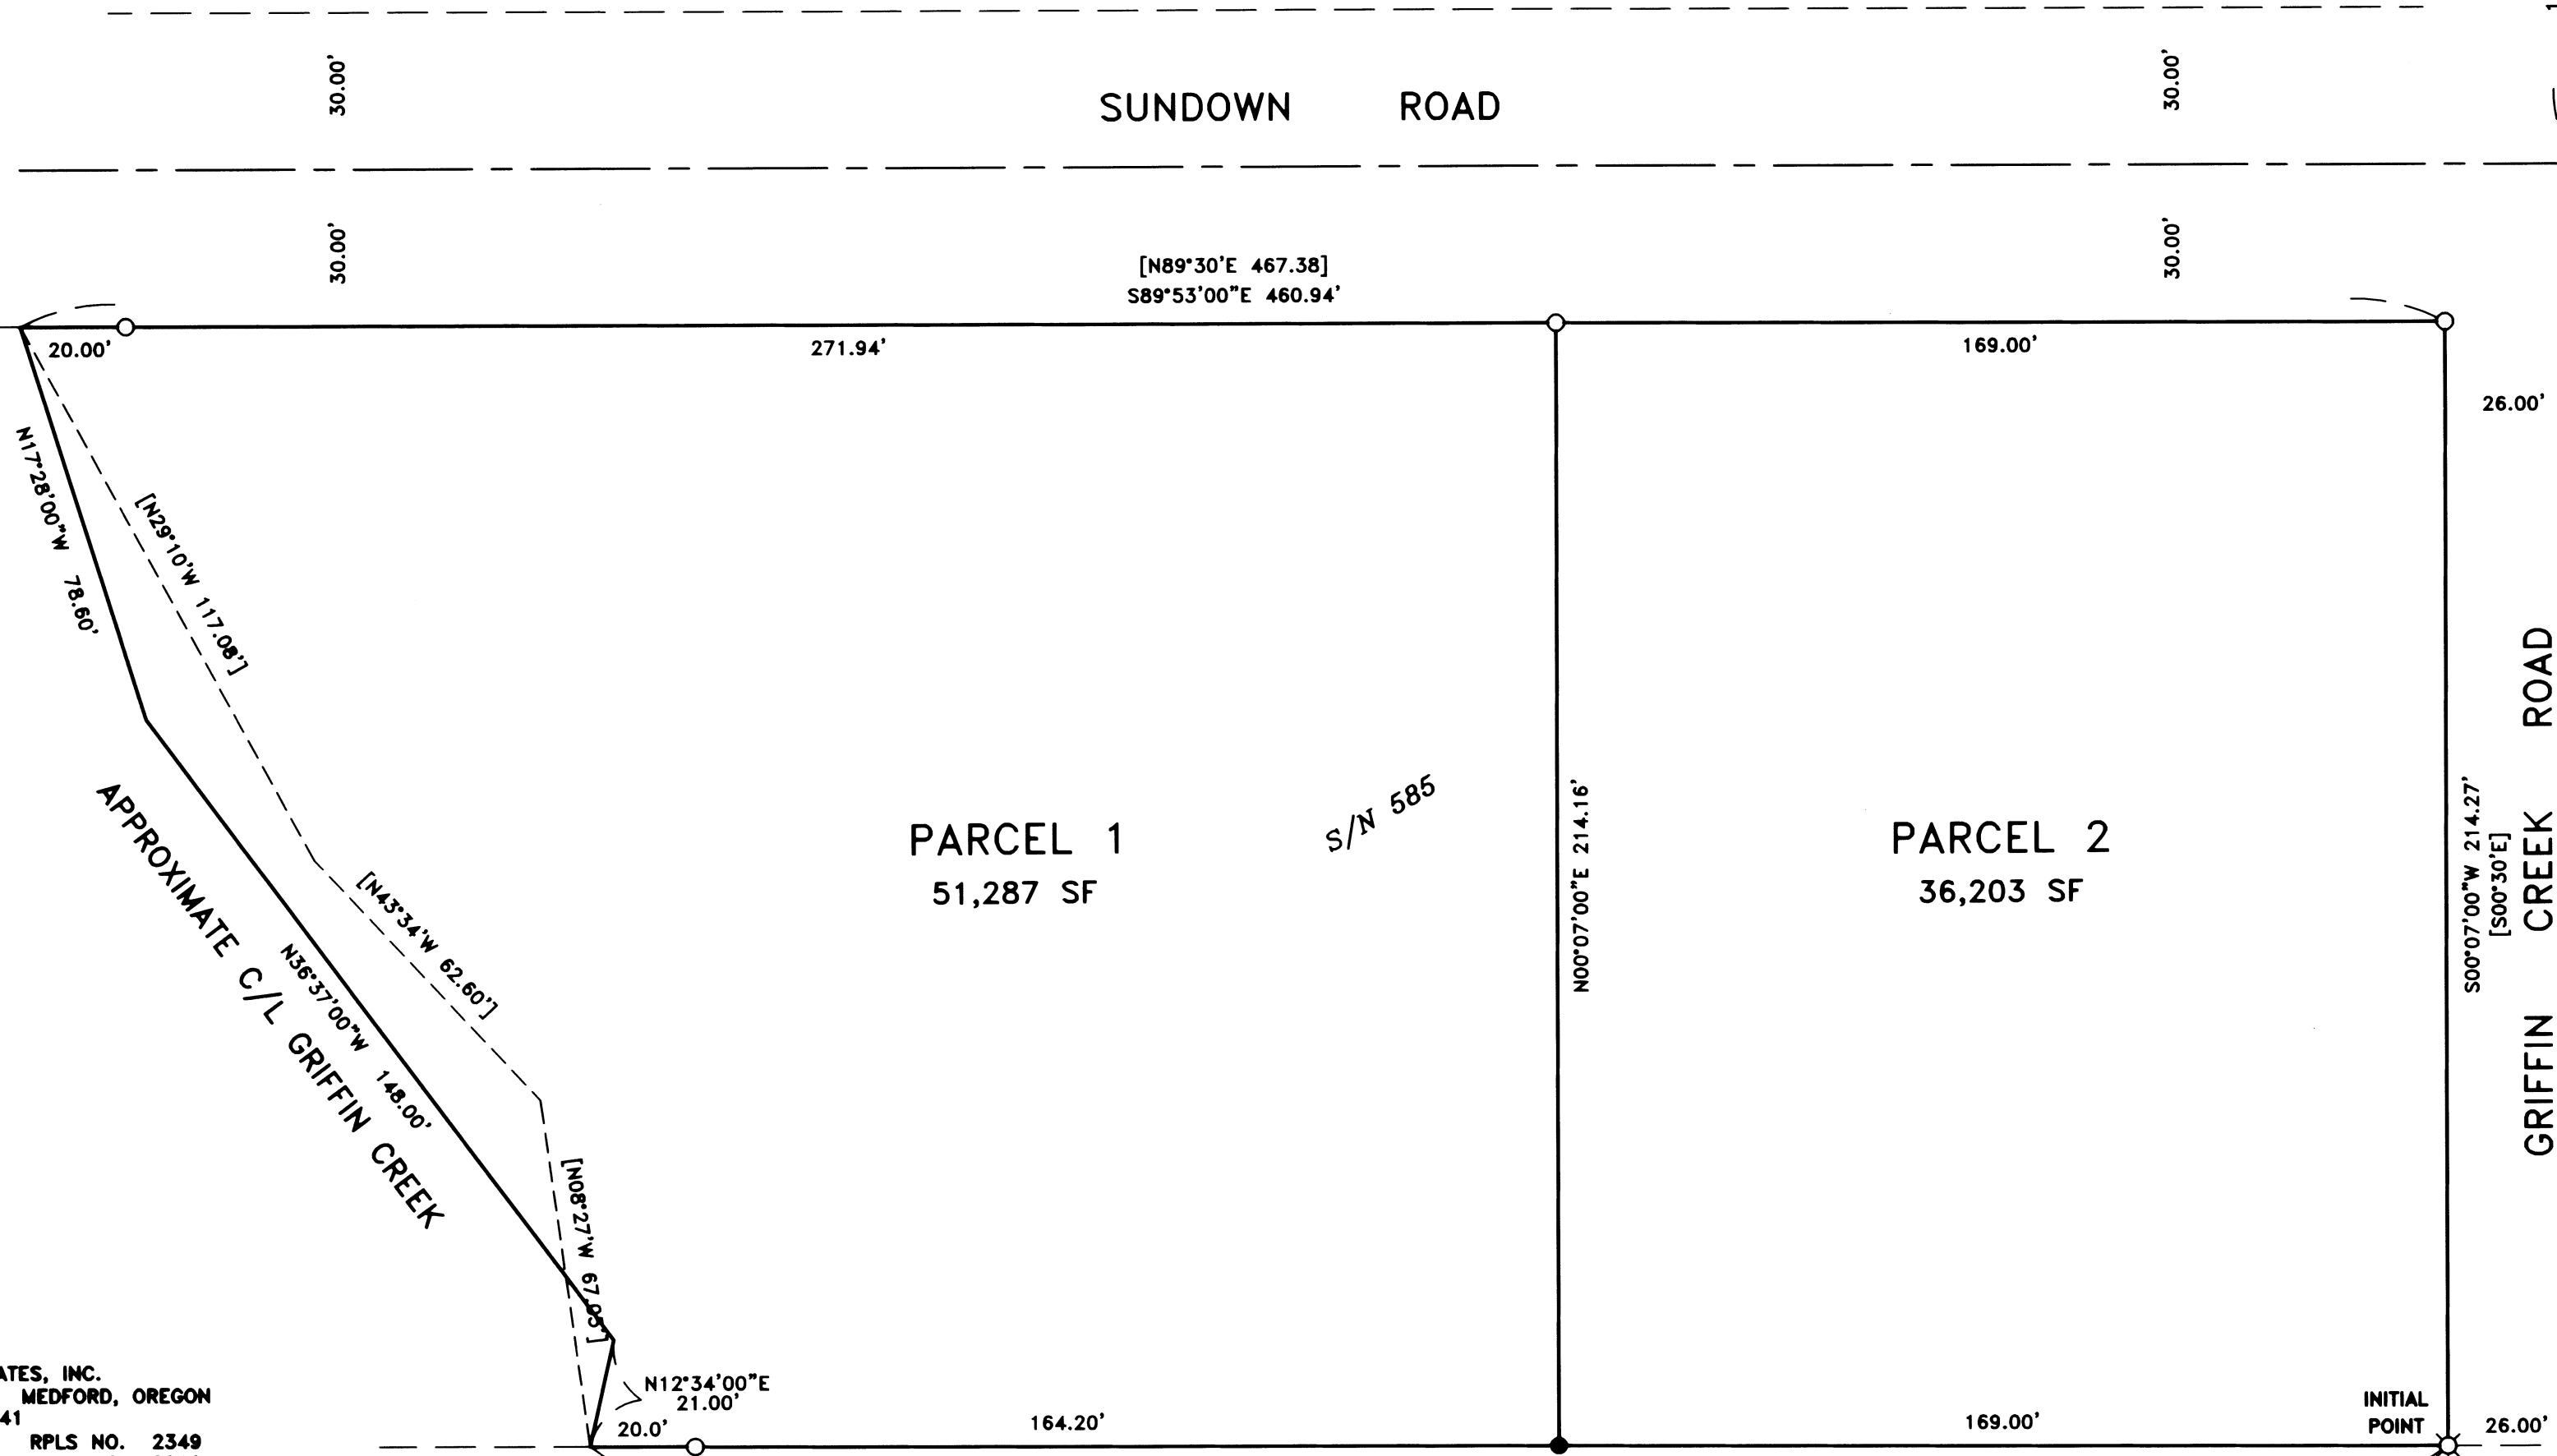 30.00'
30.00'
SUNDOWN ROAD
30.00'
30.00'
[N89°30'E 467.38]
S89°53'00"E 460.94'
20.00'
271.94'
169.00'
26.00'
N17°28'00"W 78.60'
[N29°10'W 117.08']
APPROXIMATE C/L GRIFFIN CREEK
N36°37'00"W 148.00'
[N43°34'W 62.60']
[N08°27'W 67.05']
PARCEL 1
51,287 SF
S/N 585
N00°07'00"E 214.16'
PARCEL 2
36,203 SF
S00°07'00"W 214.27'
[S00°30'E]
GRIFFIN CREEK ROAD
N12°34'00"E
21.00'
20.0'
164.20'
169.00'
INITIAL
POINT
26.00'
ATES, INC.
MEDFORD, OREGON
41
RPLS NO. 2349